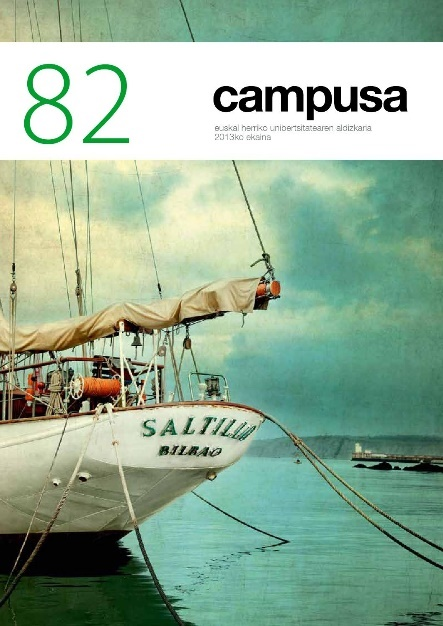 82
campusa
euskal herriko unibertsitatearen aldizkaria
2013ko ekaina
SALTILLO
BILBAO